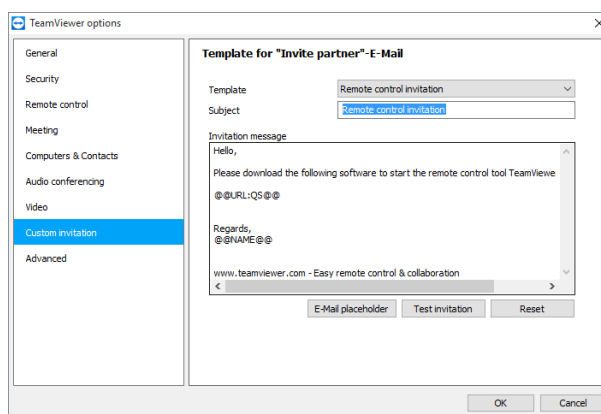 TeamViewer options
General
Security
Remote control
Meeting
Computers & Contacts
Audio conferencing
Video
Custom invitation
Advanced
Template for "Invite partner"-E-Mail
Template
Remote control invitation
Subject
Remote control invitation
Invitation message
Hello,
Please download the following software to start the remote control tool TeamViewe
@@URL:QS@@
Regards,
@@NAME@@
www.teamviewer.com - Easy remote control & collaboration
E-Mail placeholder
Test invitation
Reset
OK
Cancel